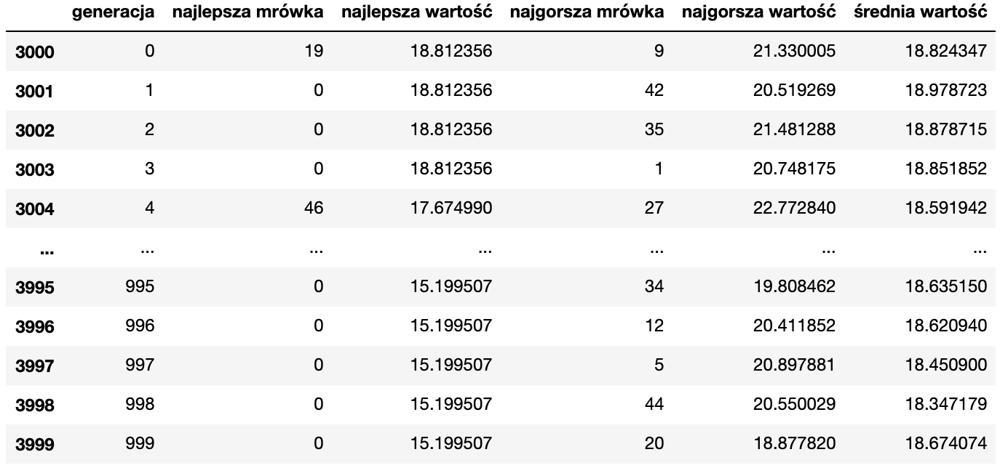 generacja najlepsza mrówka najlepsza wartość najgorsza mrówka najgorsza wartość średnia wartość
3000 0 19 18.812356 9 21.330005 18.824347
3001 1 0 18.812356 42 20.519269 18.978723
3002 2 0 18.812356 35 21.481288 18.878715
3003 3 0 18.812356 1 20.748175 18.851852
3004 4 46 17.674990 27 22.772840 18.591942
... ... ... ... ... ... ...
3995 995 0 15.199507 34 19.808462 18.635150
3996 996 0 15.199507 12 20.411852 18.620940
3997 997 0 15.199507 5 20.897881 18.450900
3998 998 0 15.199507 44 20.550029 18.347179
3999 999 0 15.199507 20 18.877820 18.674074